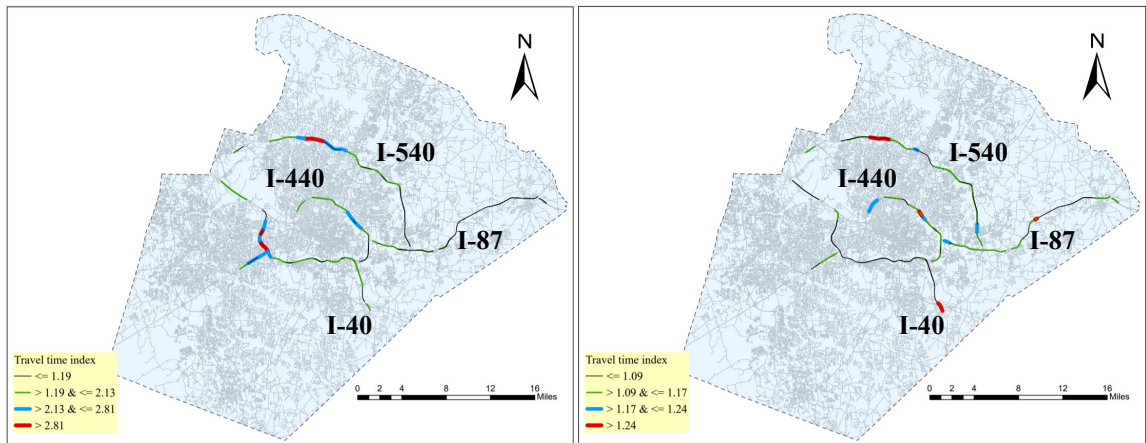 N
I-540
I-440
I-87
I-40
Travel time index
<= 1.19
> 1.19 & <= 2.13
> 2.13 & <= 2.81
> 2.81
0 2 4 8 12 16
Miles
N
I-540
I-440
I-87
I-40
Travel time index
<= 1.09
> 1.09 & <= 1.17
> 1.17 & <= 1.24
> 1.24
0 2 4 8 12 16
Miles